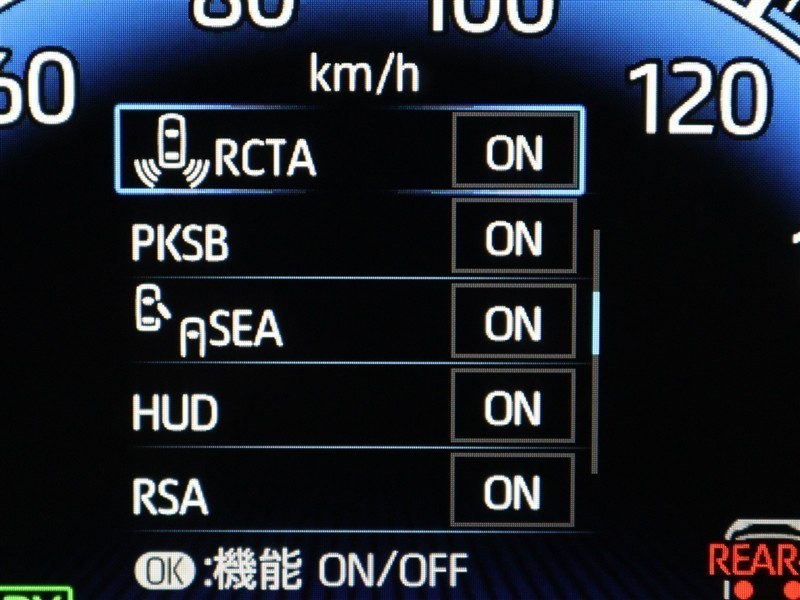 80 100
60 120
km/h
RCTA ON
PKSB ON
SEA ON
HUD ON
RSA ON
OK:機能 ON/OFF
REAR